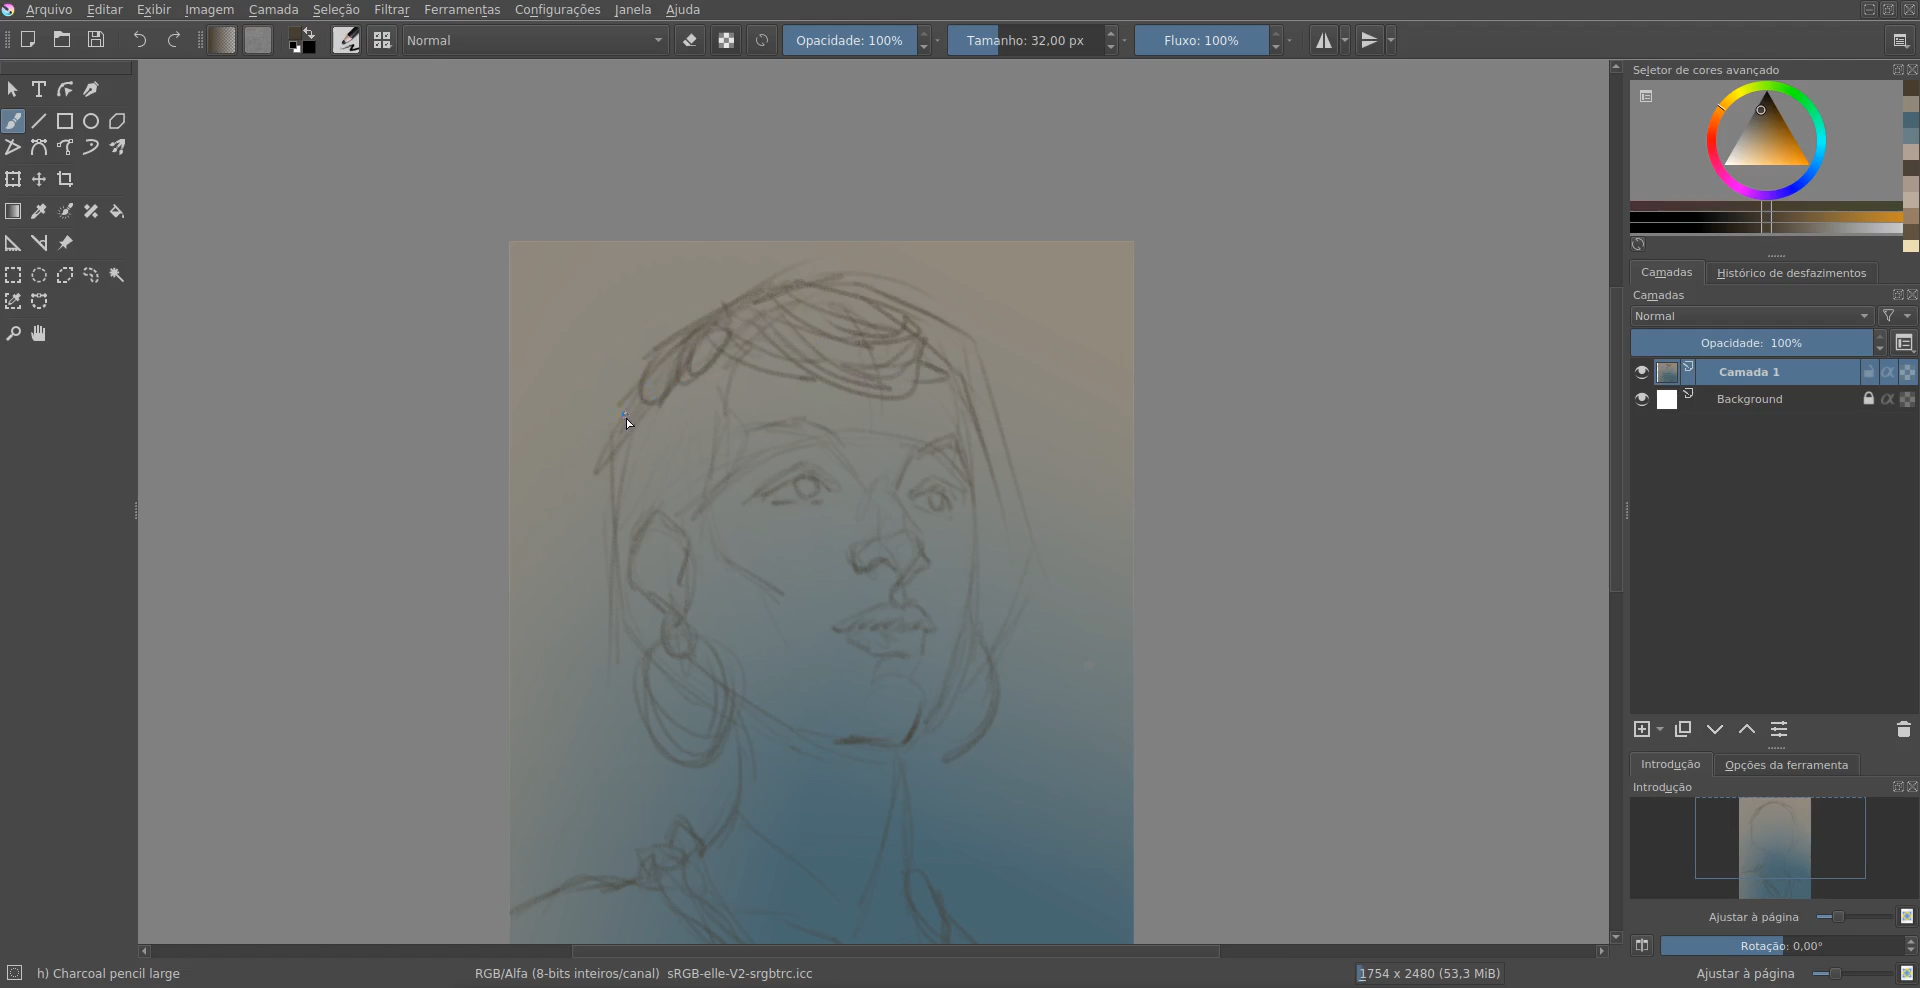 Arquivo Editar Exibir Imagem Camada Seleção Filtrar Ferramentas Configurações Janela Ajuda
Normal Opacidade: 100% Tamanho: 32,00 px Fluxo: 100%
Seletor de cores avançado
Camadas Histórico de desfazimentos
Camadas
Normal
Opacidade: 100%
Camada 1
Background
Introdução Opções da ferramenta
Introdução
Ajustar à página
Rotação: 0,00°
h) Charcoal pencil large RGB/Alfa (8-bits inteiros/canal) sRGB-elle-V2-srgbtrc.icc 1754 x 2480 (53,3 MiB) Ajustar à página